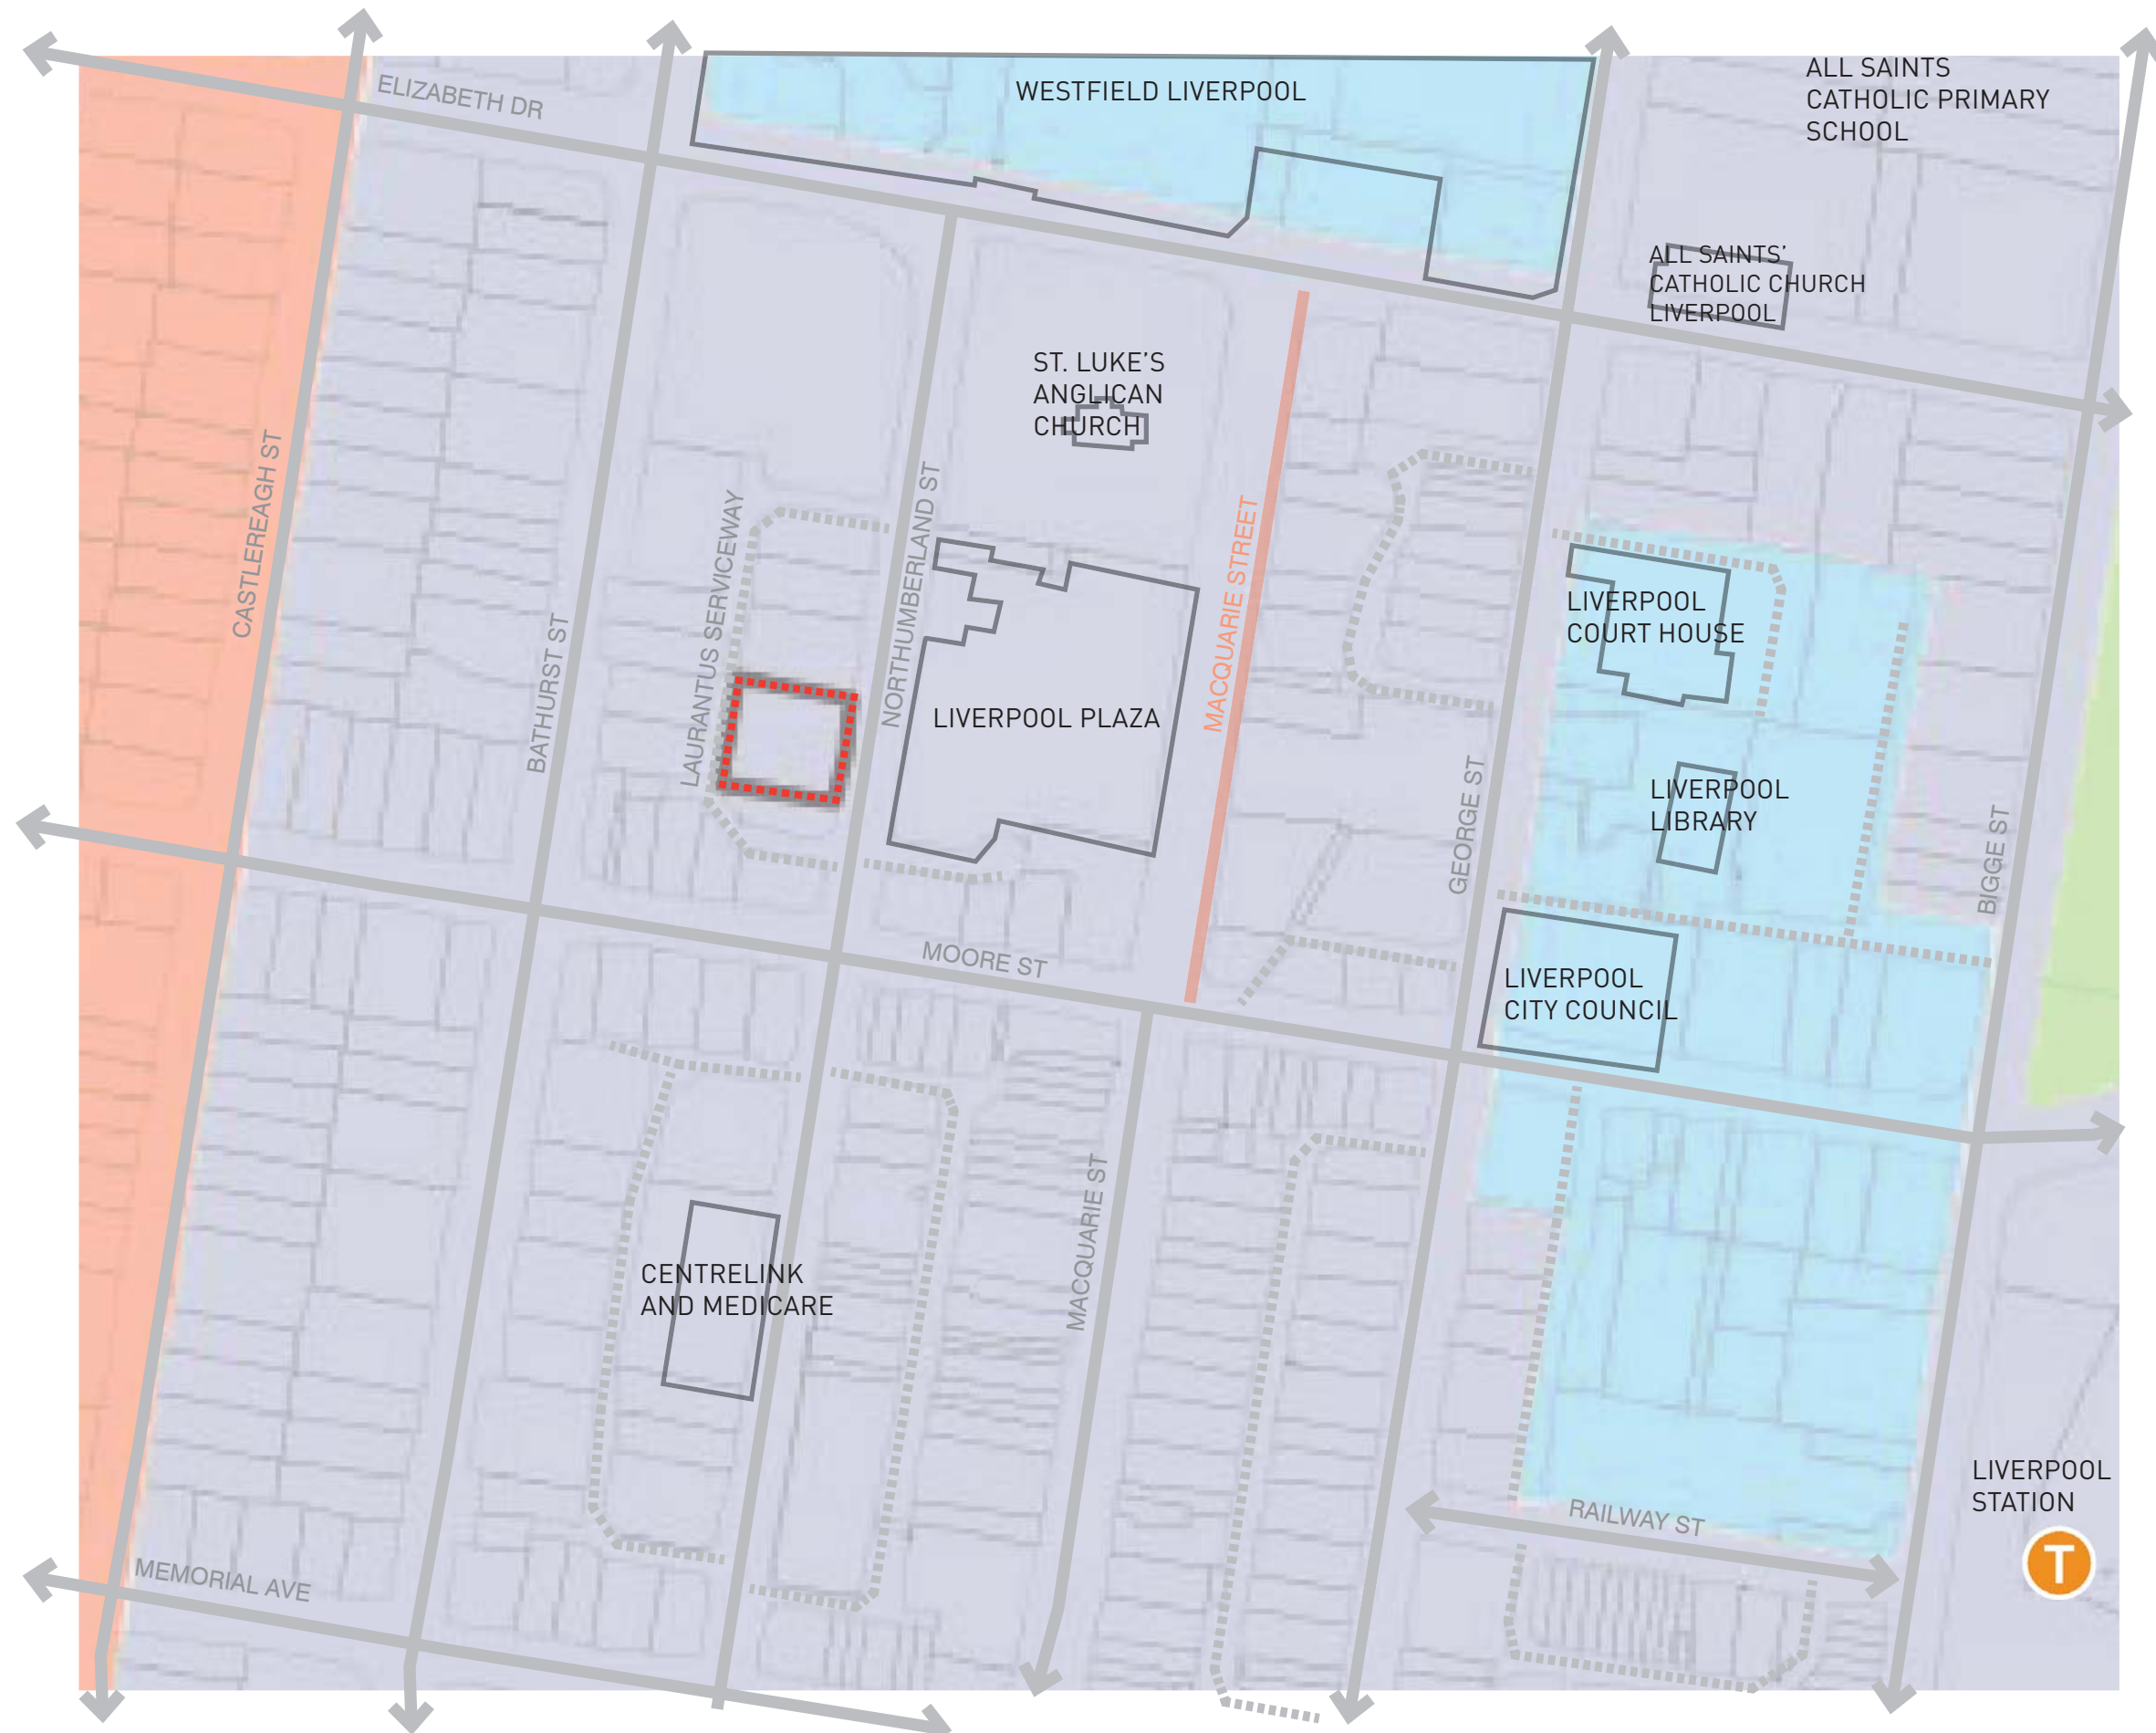 WESTFIELD LIVERPOOL
ALL SAINTS
CATHOLIC PRIMARY
SCHOOL
ELIZABETH DR
ALL SAINTS'
CATHOLIC CHURCH
LIVERPOOL
ST. LUKE'S
ANGLICAN
CHURCH
CASTLEREAGH ST
BATHURST ST
LAURANTUS SERVICEWAY
NORTHUMBERLAND ST
LIVERPOOL PLAZA
MACQUARIE STREET
LIVERPOOL
COURT HOUSE
LIVERPOOL
LIBRARY
GEORGE ST
BIGGE ST
MOORE ST
LIVERPOOL
CITY COUNCIL
MACQUARIE ST
CENTRELINK
AND MEDICARE
LIVERPOOL
STATION
T
RAILWAY ST
MEMORIAL AVE